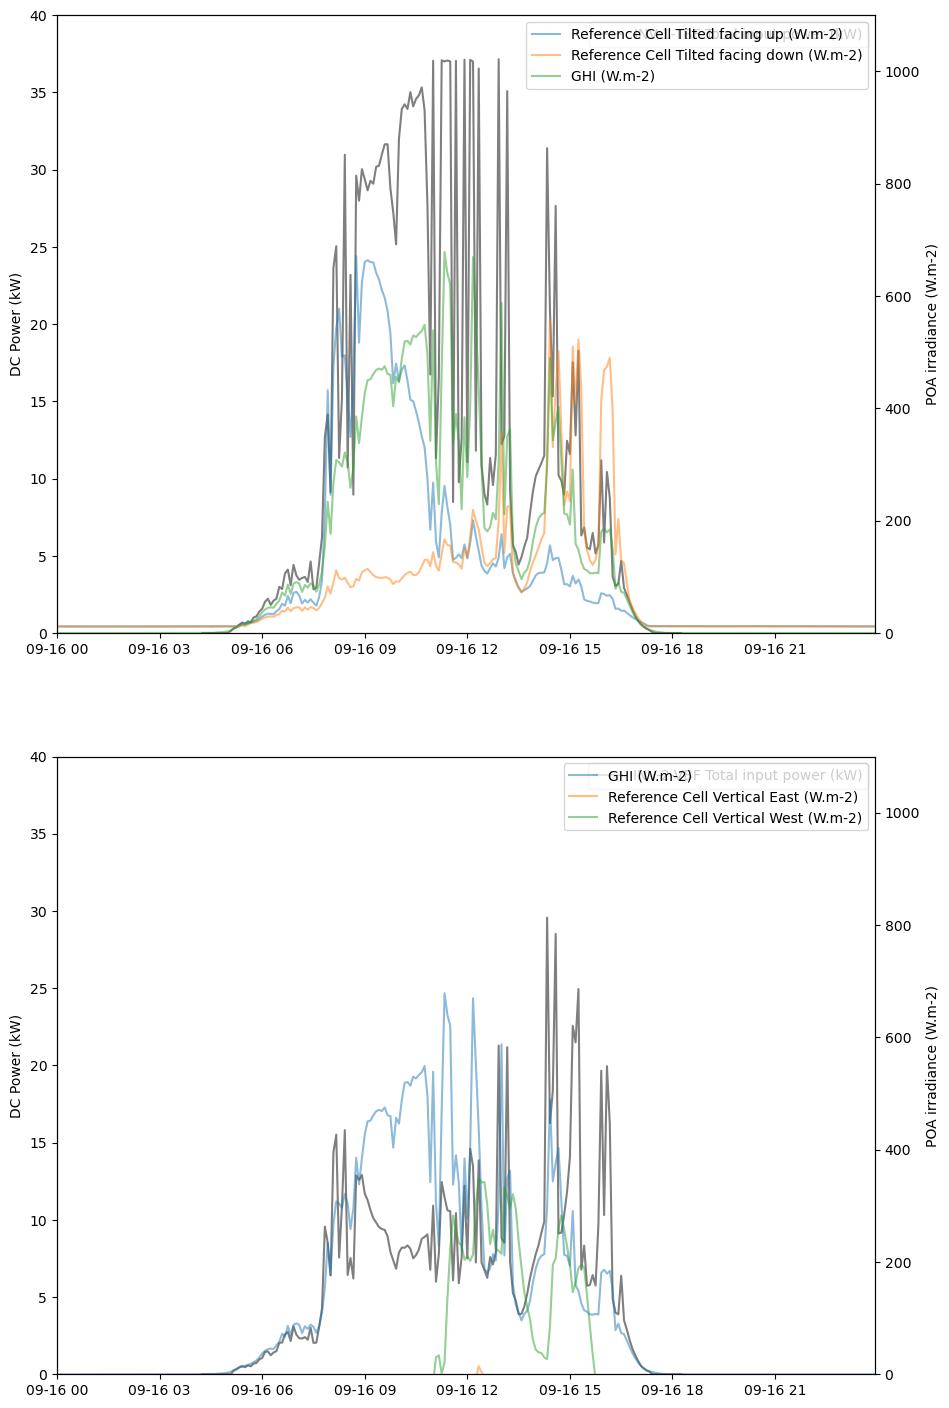 40
35
30
25
20
15
10
5
0
DC Power (kW)
Reference Cell Tilted facing up (W.m-2)
Reference Cell Tilted facing down (W.m-2)
GHI (W.m-2)
1000
800
600
400
200
0
POA irradiance (W.m-2)
09-16 00 09-16 03 09-16 06 09-16 09 09-16 12 09-16 15 09-16 18 09-16 21
40
35
30
25
20
15
10
5
0
DC Power (kW)
GHI (W.m-2) Total input power (kW)
Reference Cell Vertical East (W.m-2)
Reference Cell Vertical West (W.m-2)
1000
800
600
400
200
0
POA irradiance (W.m-2)
09-16 00 09-16 03 09-16 06 09-16 09 09-16 12 09-16 15 09-16 18 09-16 21